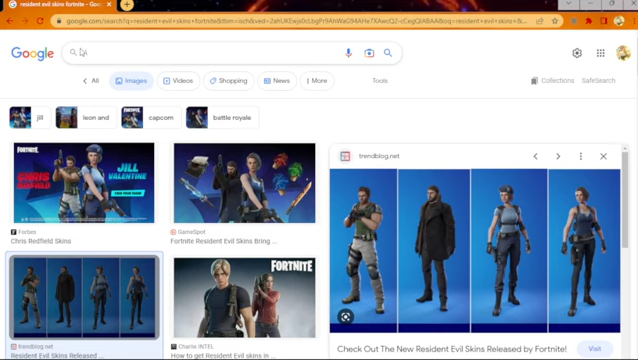 resident evil skins fortnite - G
google.com/search?q=resident+evil+skins+fortnite&tbm=
Google
A
All
Images
Videos
Shopping
News
More
Tools
Collections
SafeSearch
jill
leon and
capcom
battle royale
FORTNITE
CHRIS
REDFIELD
JILL
VALENTINE
Forbes
Chris Redfield Skins
GameSpot
Fortnite Resident Evil Skins Bring ...
trendblog.net
Resident Evil Skins Released ...
FORTNITE
Charlie INTEL
How to get Resident Evil skins in ...
trendblog.net
Check Out The New Resident Evil Skins Released by Fortnite!
Visit